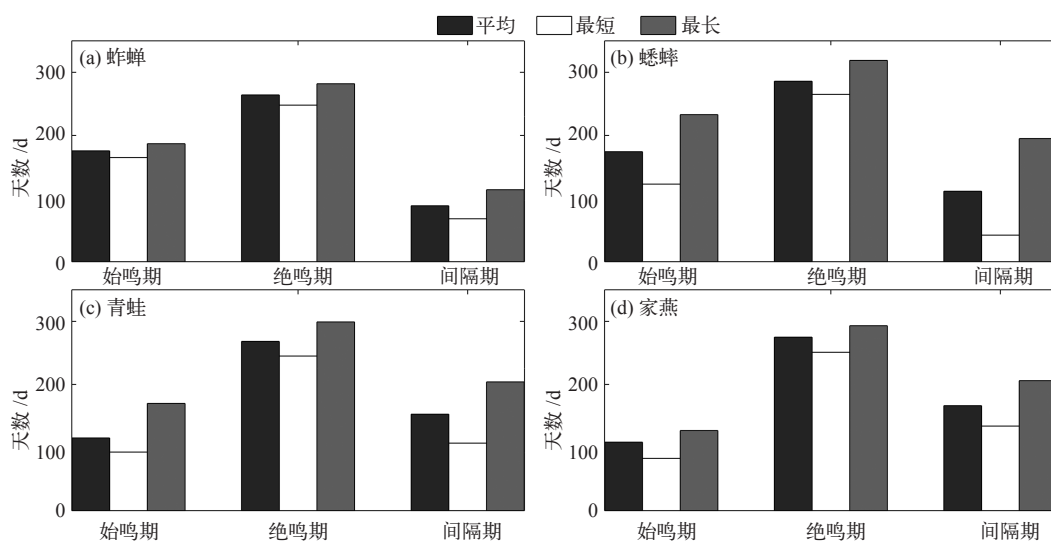 平均 最短 最长
(a) 蚱蝉
(b) 蟋蟀
300
200
100
0
天数 /d
始鸣期 绝鸣期 间隔期
300
200
100
0
天数 /d
始鸣期 绝鸣期 间隔期
(c) 青蛙
(d) 家燕
300
200
100
0
天数 /d
始鸣期 绝鸣期 间隔期
300
200
100
0
天数 /d
始鸣期 绝鸣期 间隔期